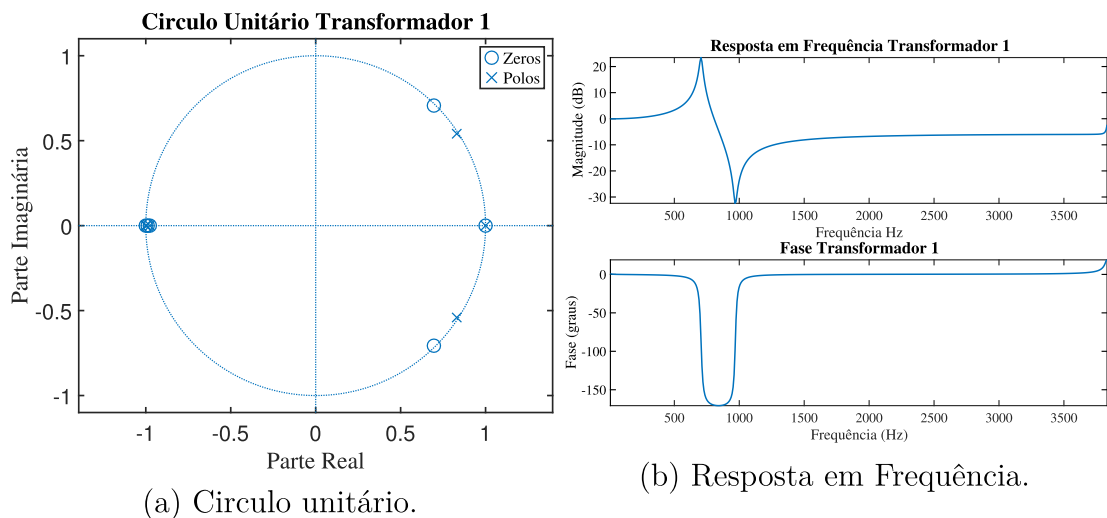 Circulo Unitário Transformador 1
Zeros
Polos
1
0.5
0
-0.5
-1
Parte Imaginária
-1
-0.5
0
0.5
1
Parte Real
(a) Circulo unitário.
Resposta em Frequência Transformador 1
20
10
0
-10
-20
-30
Magnitude (dB)
500
1000
1500
2000
2500
3000
3500
Frequência Hz
Fase Transformador 1
0
-50
-100
-150
Fase (graus)
500
1000
1500
2000
2500
3000
3500
Frequência (Hz)
(b) Resposta em Frequência.